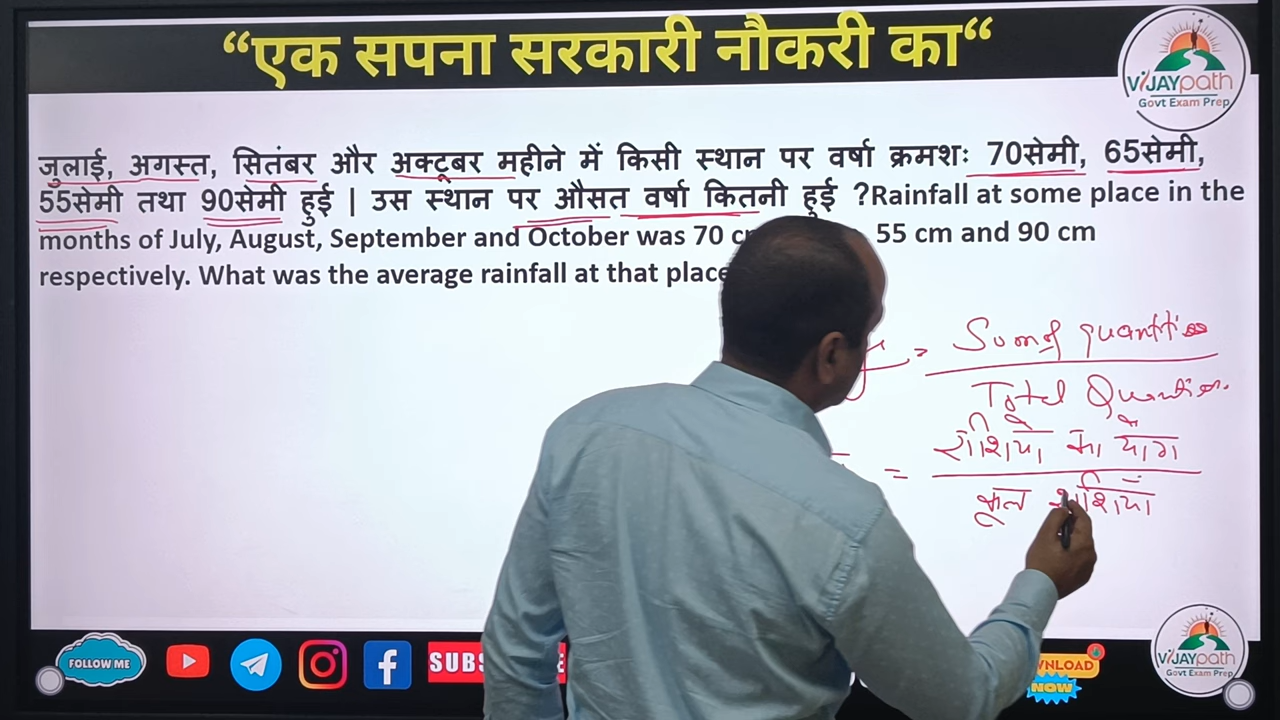 “एक सपना सरकारी नौकरी का“
VIJAYpath
Govt Exam Prep
जुलाई, अगस्त, सितंबर और अक्टूबर महीने में किसी स्थान पर वर्षा क्रमशः 70सेमी, 65सेमी,
55सेमी तथा 90सेमी हुई | उस स्थान पर औसत वर्षा कितनी हुई ?Rainfall at some place in the
months of July, August, September and October was 70 55 cm and 90 cm
respectively. What was the average rainfall at that place
= Sum of quantities
Total Quantities.
= राशियों का योग
कुल राशियाँ
FOLLOW ME
NOW
VIJAYpath
Govt Exam Prep